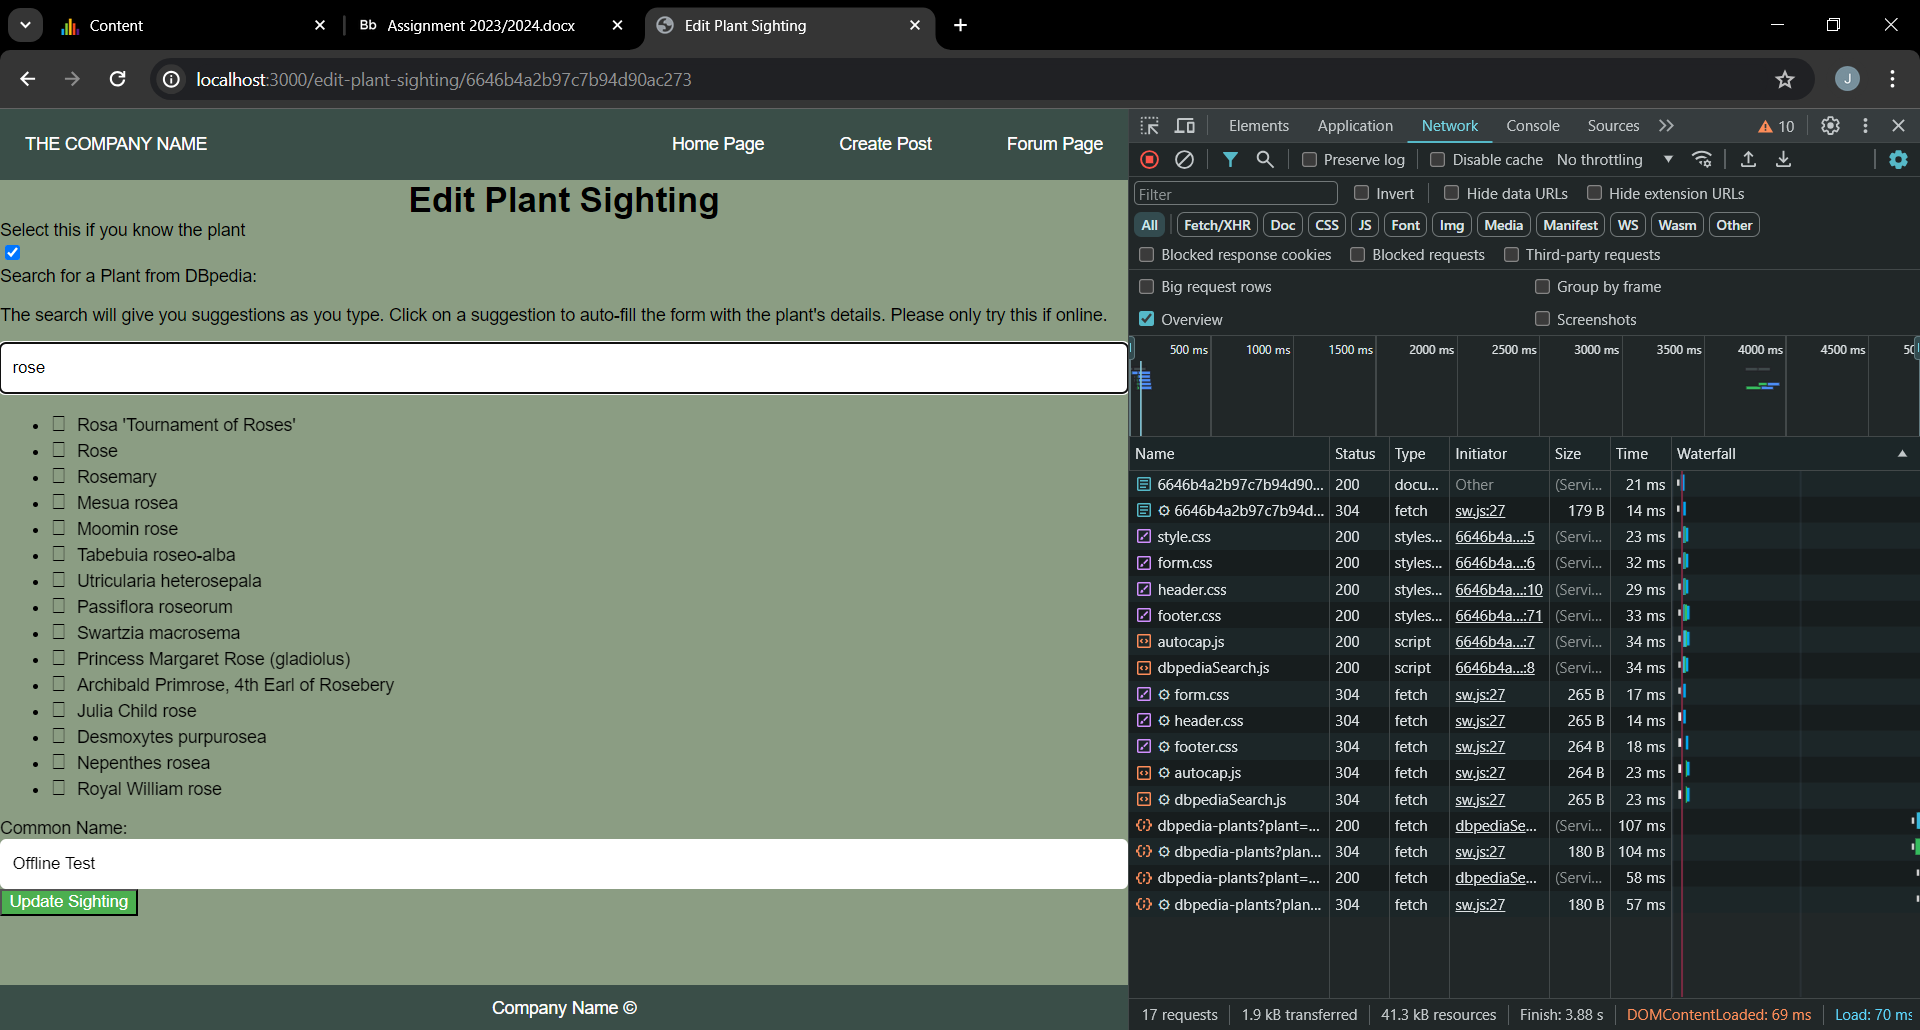 Content
Bb Assignment 2023/2024.docx
Edit Plant Sighting
localhost:3000/edit-plant-sighting/6646b4a2b97c7b94d90ac273
J
THE COMPANY NAME
Home Page
Create Post
Forum Page
Edit Plant Sighting
Select this if you know the plant
Search for a Plant from DBpedia:
The search will give you suggestions as you type. Click on a suggestion to auto-fill the form with the plant's details. Please only try this if online.
rose
Rosa 'Tournament of Roses'
Rose
Rosemary
Mesua rosea
Moomin rose
Tabebuia roseo-alba
Utricularia heterosepala
Passiflora roseorum
Swartzia macrosema
Princess Margaret Rose (gladiolus)
Archibald Primrose, 4th Earl of Rosebery
Julia Child rose
Desmoxytes purpurosea
Nepenthes rosea
Royal William rose
Common Name:
Offline Test
Update Sighting
Company Name ©
Elements Application Network Console Sources 10
Preserve log Disable cache No throttling
Filter Invert Hide data URLs Hide extension URLs
All Fetch/XHR Doc CSS JS Font Img Media Manifest WS Wasm Other
Blocked response cookies Blocked requests Third-party requests
Big request rows Group by frame
Overview Screenshots
500 ms 1000 ms 1500 ms 2000 ms 2500 ms 3000 ms 3500 ms 4000 ms 4500 ms 50
Name Status Type Initiator Size Time Waterfall
6646b4a2b97c7b94d90... 200 docu... Other (Servi... 21 ms
6646b4a2b97c7b94d... 304 fetch sw.js:27 179 B 14 ms
style.css 200 styles... 6646b4a...:5 (Servi... 23 ms
form.css 200 styles... 6646b4a...:6 (Servi... 32 ms
header.css 200 styles... 6646b4a...:10 (Servi... 29 ms
footer.css 200 styles... 6646b4a...:71 (Servi... 33 ms
autocap.js 200 script 6646b4a...:7 (Servi... 34 ms
dbpediaSearch.js 200 script 6646b4a...:8 (Servi... 34 ms
form.css 304 fetch sw.js:27 265 B 17 ms
header.css 304 fetch sw.js:27 265 B 14 ms
footer.css 304 fetch sw.js:27 264 B 18 ms
autocap.js 304 fetch sw.js:27 264 B 23 ms
dbpediaSearch.js 304 fetch sw.js:27 265 B 23 ms
dbpedia-plants?plant=... 200 fetch dbpediaSe... (Servi... 107 ms
dbpedia-plants?plan... 304 fetch sw.js:27 180 B 104 ms
dbpedia-plants?plant=... 200 fetch dbpediaSe... (Servi... 58 ms
dbpedia-plants?plan... 304 fetch sw.js:27 180 B 57 ms
17 requests 1.9 kB transferred 41.3 kB resources Finish: 3.88 s DOMContentLoaded: 69 ms Load: 70 ms